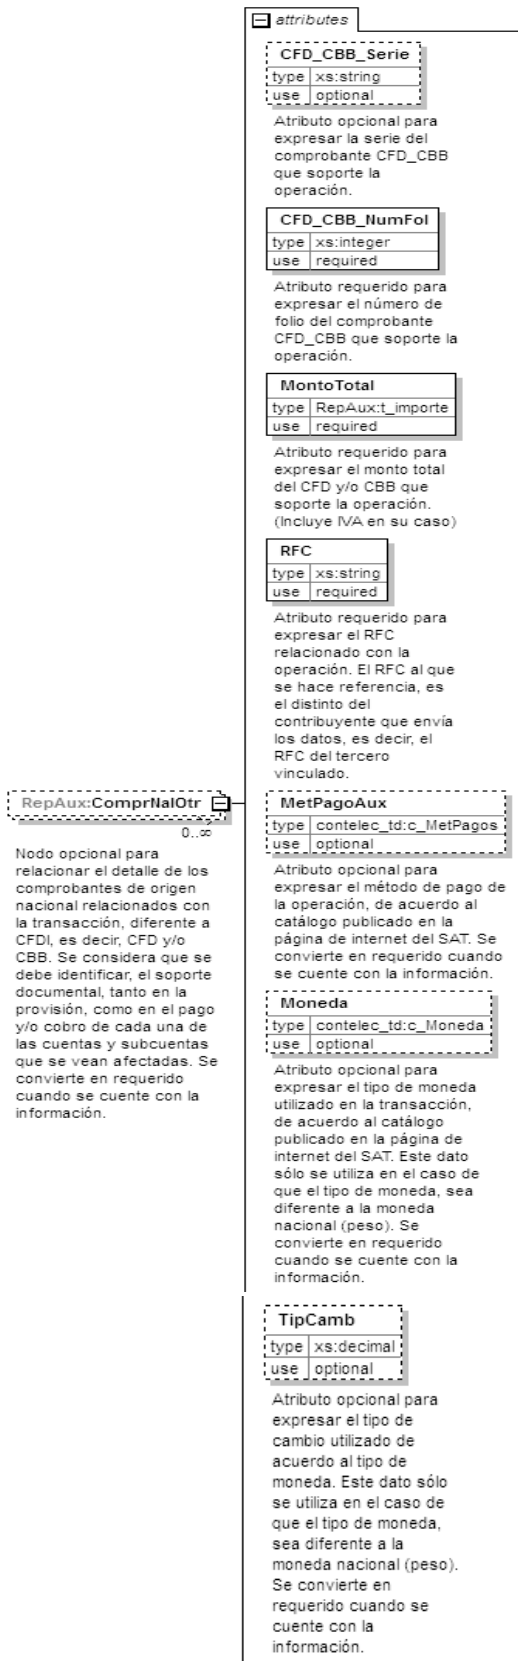 attributes
CFD_CBB_Serie
type xs:string
use optional
Atributo opcional para
expresar la serie del
comprobante CFD_CBB
que soporte la
operación.
CFD_CBB_NumFol
type xs:integer
use required
Atributo requerido para
expresar el número de
folio del comprobante
CFD_CBB que soporte la
operación.
MontoTotal
type RepAux:t_importe
use required
Atributo requerido para
expresar el monto total
del CFD y/o CBB que
soporte la operación.
(Incluye IVA en su caso)
RFC
type xs:string
use required
Atributo requerido para
expresar el RFC
relacionado con la
operación. El RFC al que
se hace referencia, es
el distinto del
contribuyente que envía
los datos, es decir, el
RFC del tercero
vinculado.
RepAux:ComprNalOtr
0..∞
Nodo opcional para
relacionar el detalle de los
comprobantes de origen
nacional relacionados con
la transacción, diferente a
CFDI, es decir, CFD y/o
CBB. Se considera que se
debe identificar, el soporte
documental, tanto en la
provisión, como en el pago
y/o cobro de cada una de
las cuentas y subcuentas
que se vean afectadas. Se
convierte en requerido
cuando se cuente con la
información.
MetPagoAux
type contelec_td:c_MetPagos
use optional
Atributo opcional para
expresar el método de pago de
la operación, de acuerdo al
catálogo publicado en la
página de internet del SAT. Se
convierte en requerido cuando
se cuente con la información.
Moneda
type contelec_td:c_Moneda
use optional
Atributo opcional para
expresar el tipo de moneda
utilizado en la transacción,
de acuerdo al catálogo
publicado en la página de
internet del SAT. Este dato
sólo se utiliza en el caso de
que el tipo de moneda, sea
diferente a la moneda
nacional (peso). Se
convierte en requerido
cuando se cuente con la
información.
TipCamb
type xs:decimal
use optional
Atributo opcional para
expresar el tipo de
cambio utilizado de
acuerdo al tipo de
moneda. Este dato sólo
se utiliza en el caso de
que el tipo de moneda,
sea diferente a la
moneda nacional (peso).
Se convierte en
requerido cuando se
cuente con la
información.